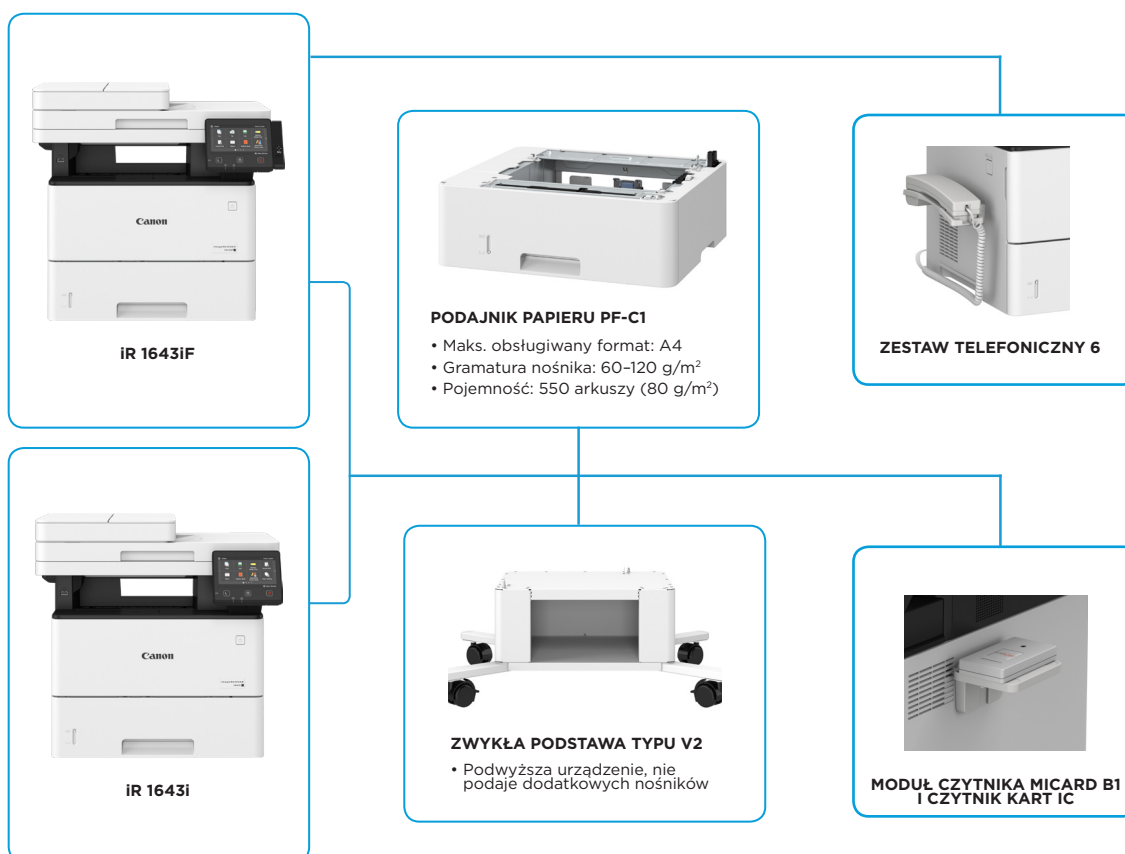 Canon
iR 1643iF
PODAJNIK PAPIERU PF-C1
• Maks. obsługiwany format: A4
• Gramatura nośnika: 60–120 g/m²
• Pojemność: 550 arkuszy (80 g/m²)
ZESTAW TELEFONICZNY 6
Canon
iR 1643i
ZWYKŁA PODSTAWA TYPU V2
• Podwyższa urządzenie, nie
podaje dodatkowych nośników
MODUŁ CZYTNIKA MICARD B1
I CZYTNIK KART IC